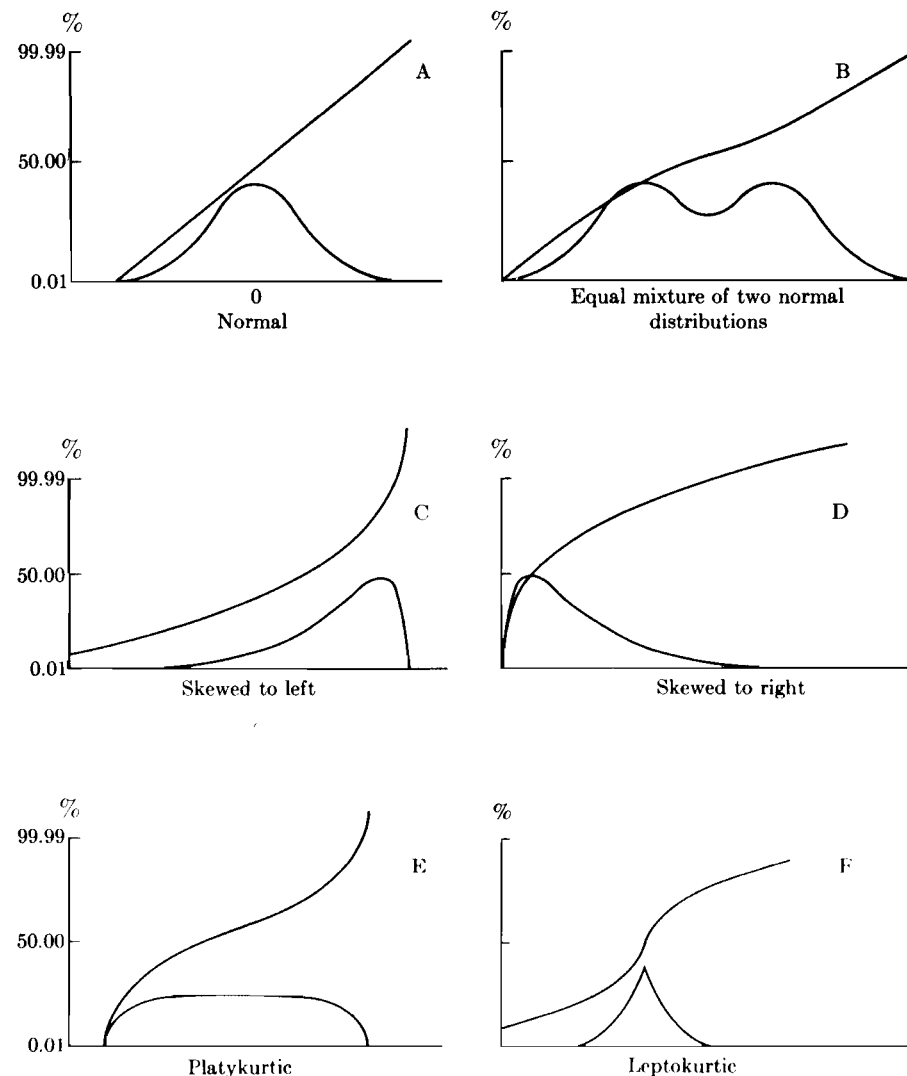 %
99.99
A
50.00
0.01
0
Normal
%
B
Equal mixture of two normal
distributions
%
99.99
C
50.00
0.01
Skewed to left
%
D
Skewed to right
%
99.99
E
50.00
0.01
Platykurtic
%
F
Leptokurtic